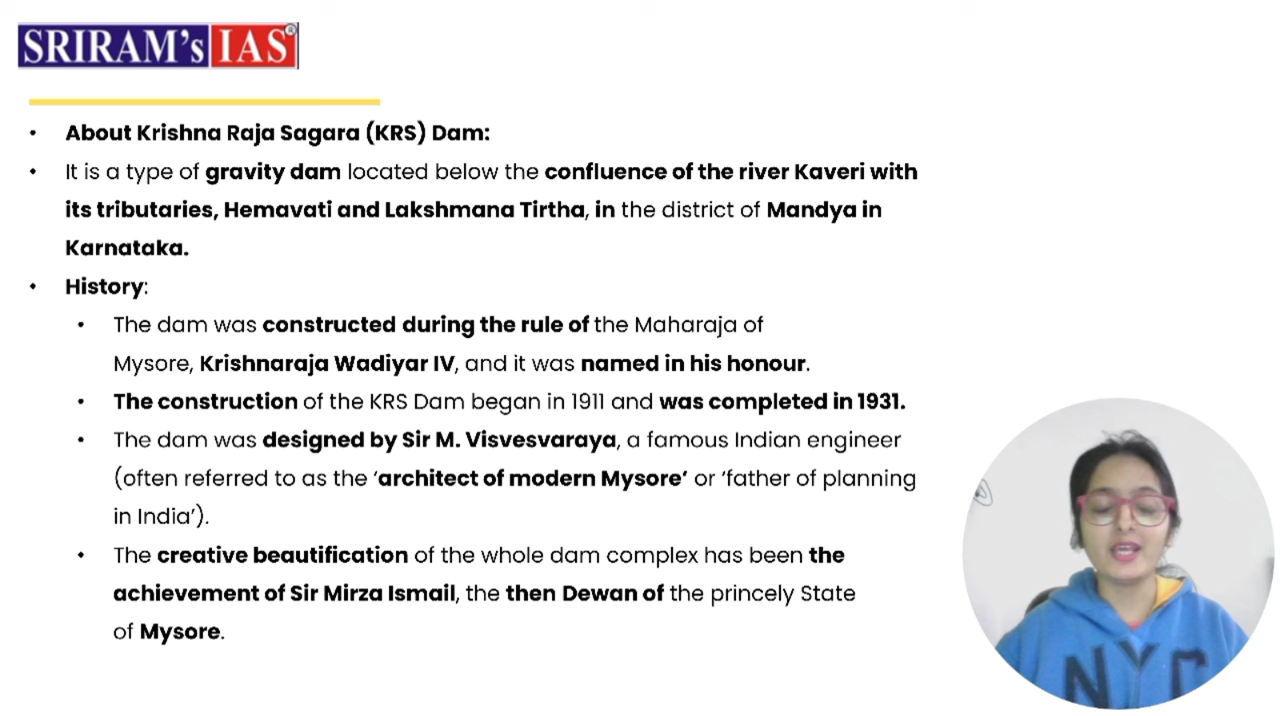 SRIRAM's IAS®
• About Krishna Raja Sagara (KRS) Dam:
• It is a type of gravity dam located below the confluence of the river Kaveri with
its tributaries, Hemavati and Lakshmana Tirtha, in the district of Mandya in
Karnataka.
• History:
• The dam was constructed during the rule of the Maharaja of
Mysore, Krishnaraja Wadiyar IV, and it was named in his honour.
• The construction of the KRS Dam began in 1911 and was completed in 1931.
• The dam was designed by Sir M. Visvesvaraya, a famous Indian engineer
(often referred to as the ‘architect of modern Mysore’ or ‘father of planning
in India’).
• The creative beautification of the whole dam complex has been the
achievement of Sir Mirza Ismail, the then Dewan of the princely State
of Mysore.
NYC